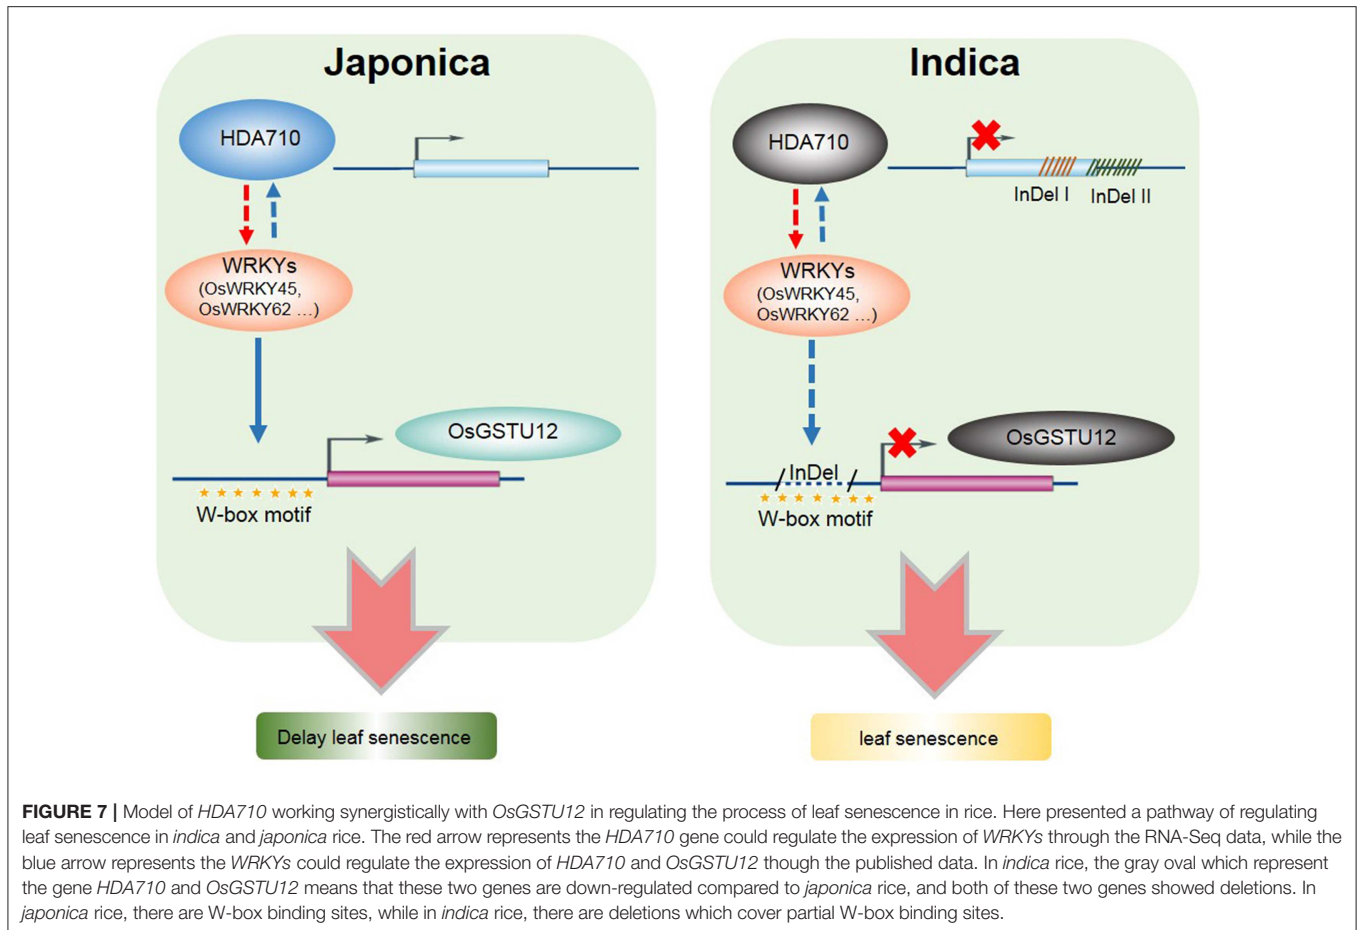 Japonica
HDA710
WRKYs
(OsWRKY45,
OsWRKY62 ...)
OsGSTU12
W-box motif
Delay leaf senescence
Indica
HDA710
InDel I
InDel II
WRKYs
(OsWRKY45,
OsWRKY62 ...)
OsGSTU12
InDel
W-box motif
leaf senescence
FIGURE 7 | Model of HDA710 working synergistically with OsGSTU12 in regulating the process of leaf senescence in rice. Here presented a pathway of regulating
leaf senescence in indica and japonica rice. The red arrow represents the HDA710 gene could regulate the expression of WRKYs through the RNA-Seq data, while the
blue arrow represents the WRKYs could regulate the expression of HDA710 and OsGSTU12 though the published data. In indica rice, the gray oval which represent
the gene HDA710 and OsGSTU12 means that these two genes are down-regulated compared to japonica rice, and both of these two genes showed deletions. In
japonica rice, there are W-box binding sites, while in indica rice, there are deletions which cover partial W-box binding sites.